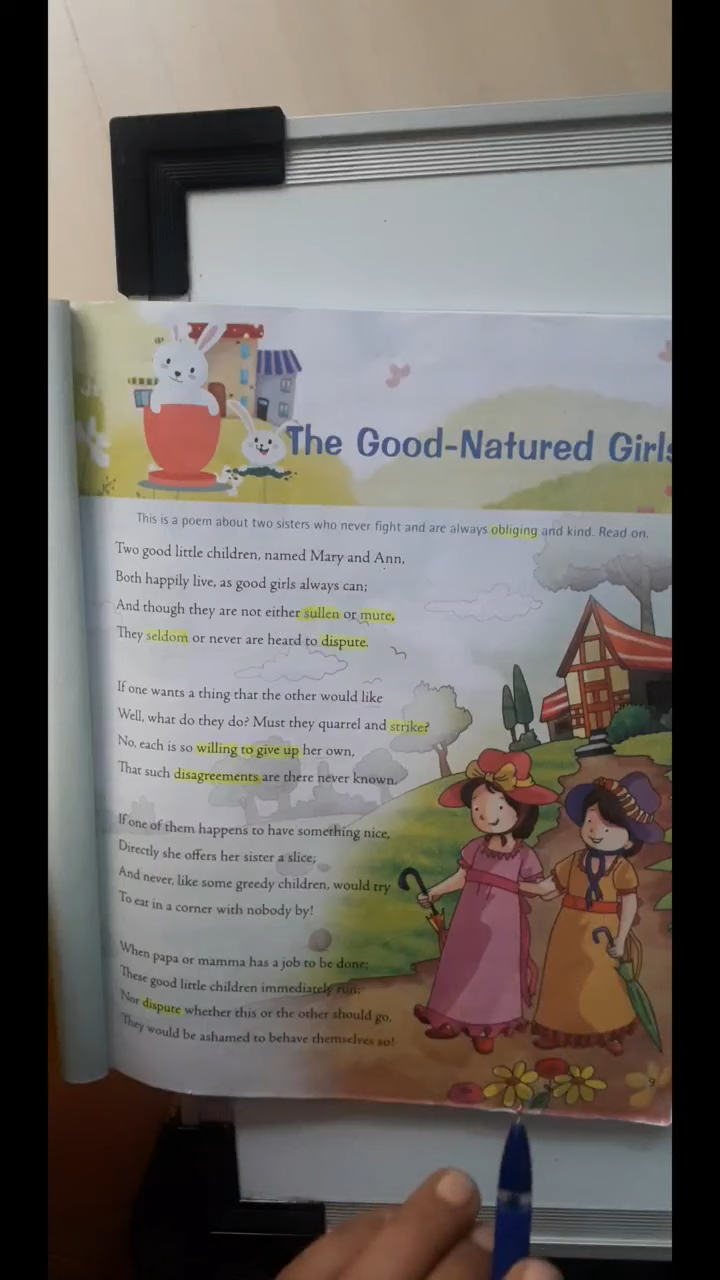 The Good-Natured Girls
This is a poem about two sisters who never fight and are always obliging and kind. Read on.
Two good little children, named Mary and Ann,
Both happily live, as good girls always can;
And though they are not either sullen or mute,
They seldom or never are heard to dispute.
If one wants a thing that the other would like
Well, what do they do? Must they quarrel and strike?
No, each is so willing to give up her own,
That such disagreements are there never known.
If one of them happens to have something nice,
Directly she offers her sister a slice;
And never, like some greedy children, would try
To eat in a corner with nobody by!
When papa or mamma has a job to be done;
These good little children immediately run;
Nor dispute whether this or the other should go,
They would be ashamed to behave themselves so!
9